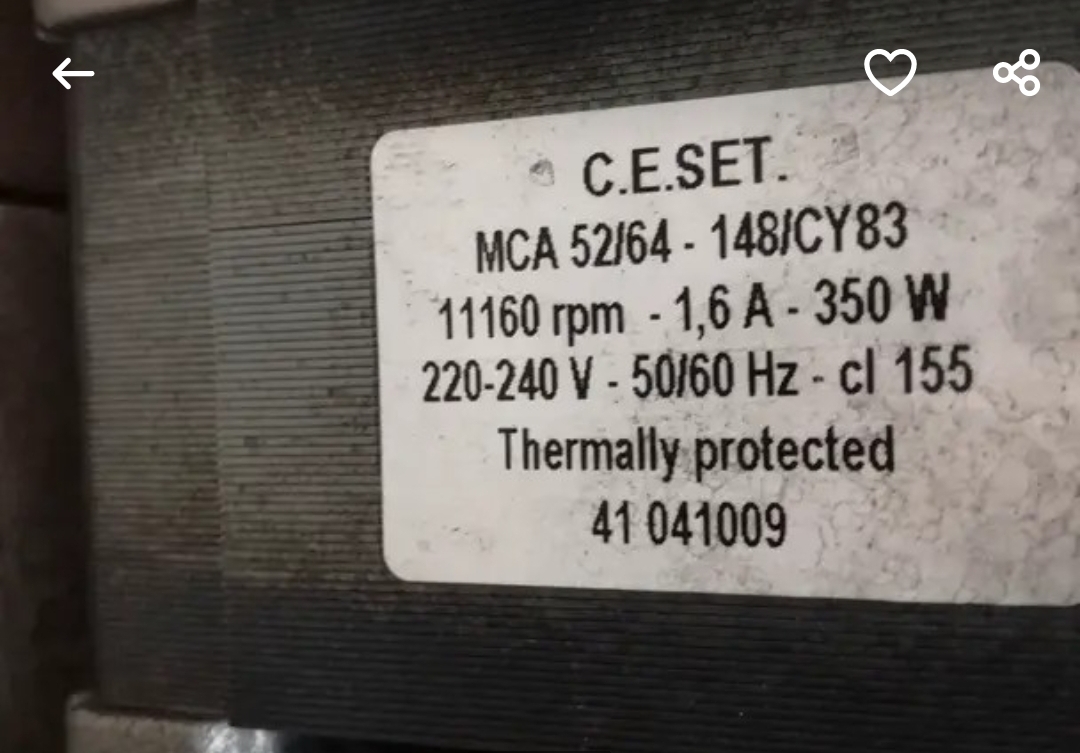 C.E.SET.
MCA 52/64 - 148/CY83
11160 rpm - 1,6 A - 350 W
220-240 V - 50/60 Hz - cl 155
Thermally protected
41 041009